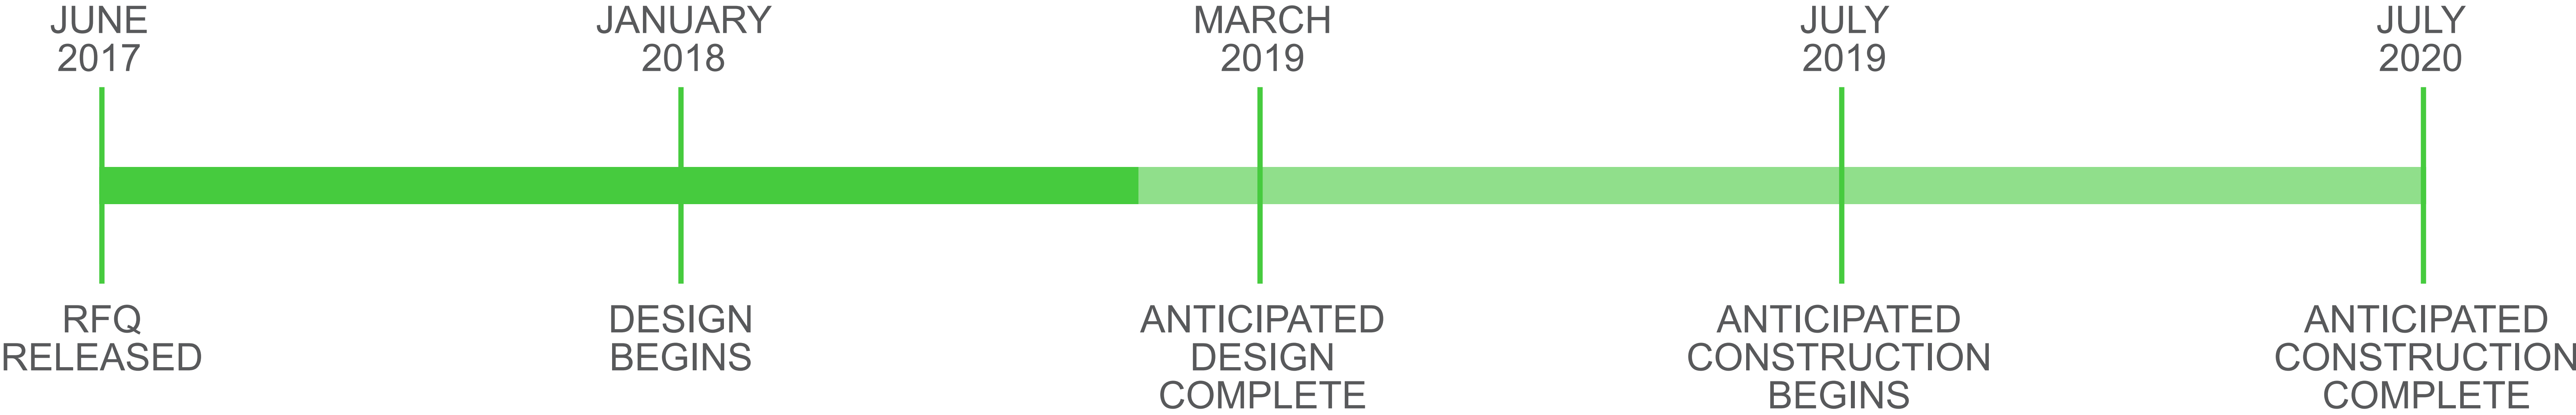 JUNE
2017
JANUARY
2018
MARCH
2019
JULY
2019
JULY
2020
RFQ
RELEASED
DESIGN
BEGINS
ANTICIPATED
DESIGN
COMPLETE
ANTICIPATED
CONSTRUCTION
BEGINS
ANTICIPATED
CONSTRUCTION
COMPLETE